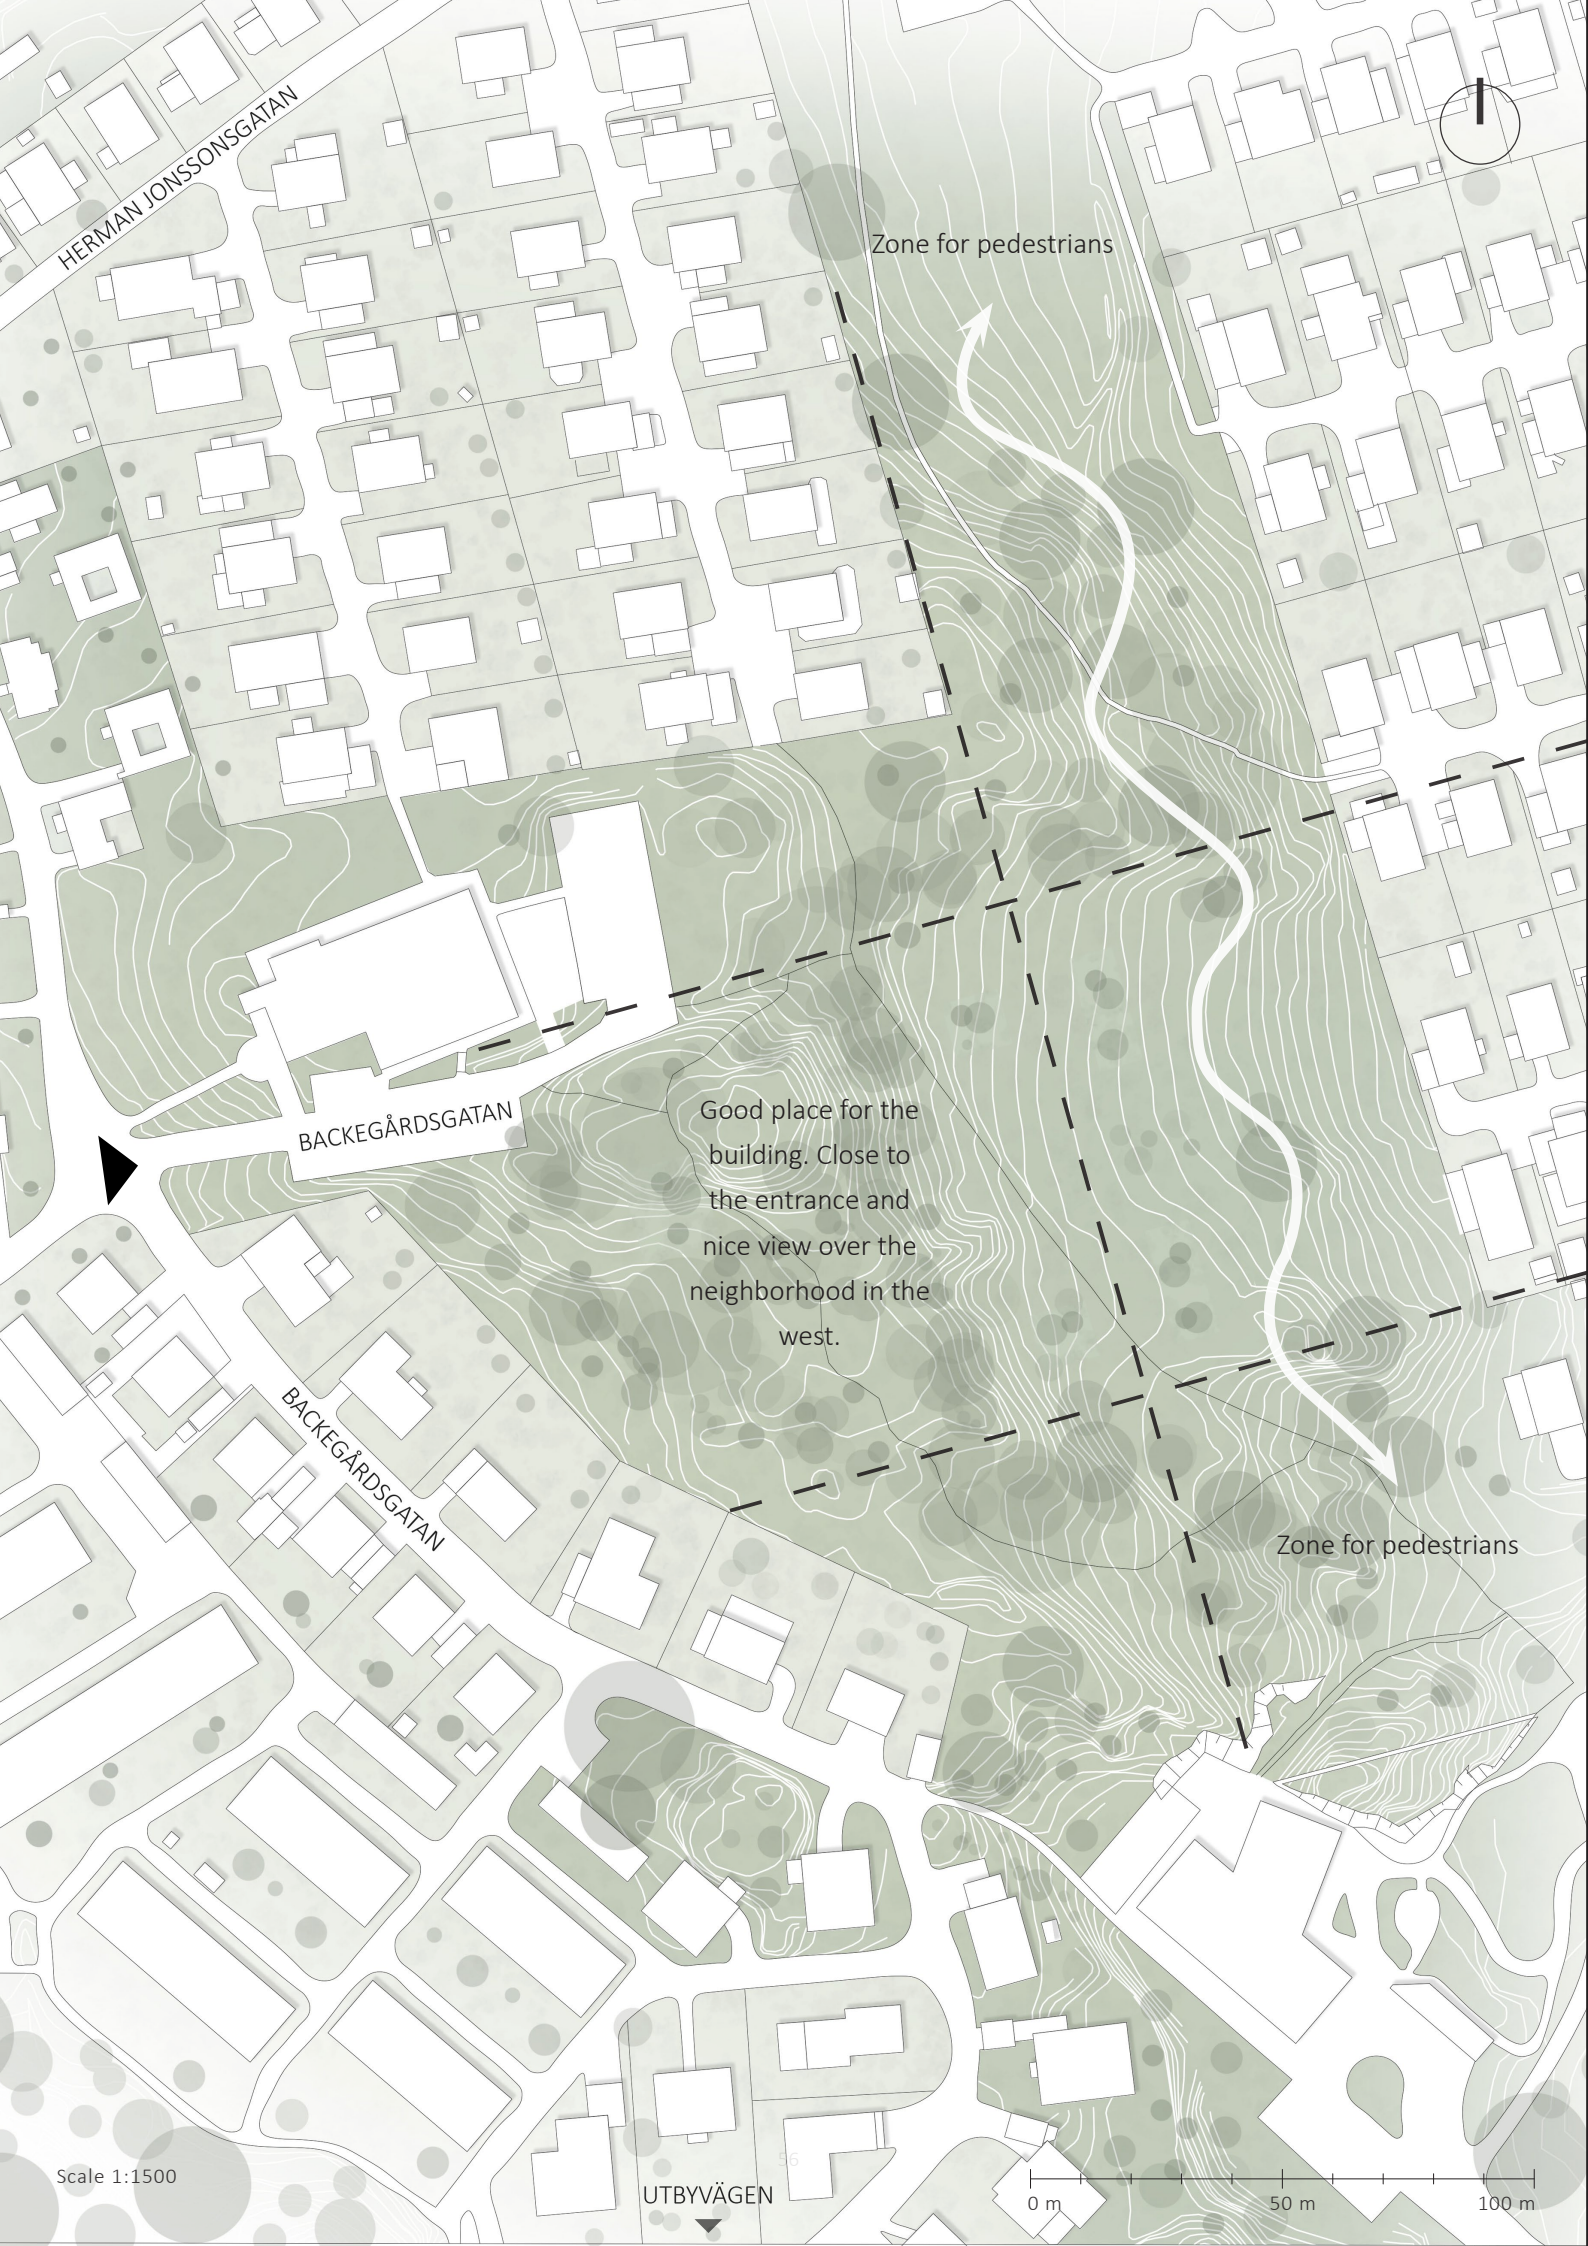 HERMAN JONSSONSGATAN
Zone for pedestrians
BACKEGÅRDSGATAN
Good place for the
building. Close to
the entrance and
nice view over the
neighborhood in the
west.
BACKEGÅRDSGATAN
Zone for pedestrians
56
Scale 1:1500
UTBYVÄGEN
0 m
50 m
100 m